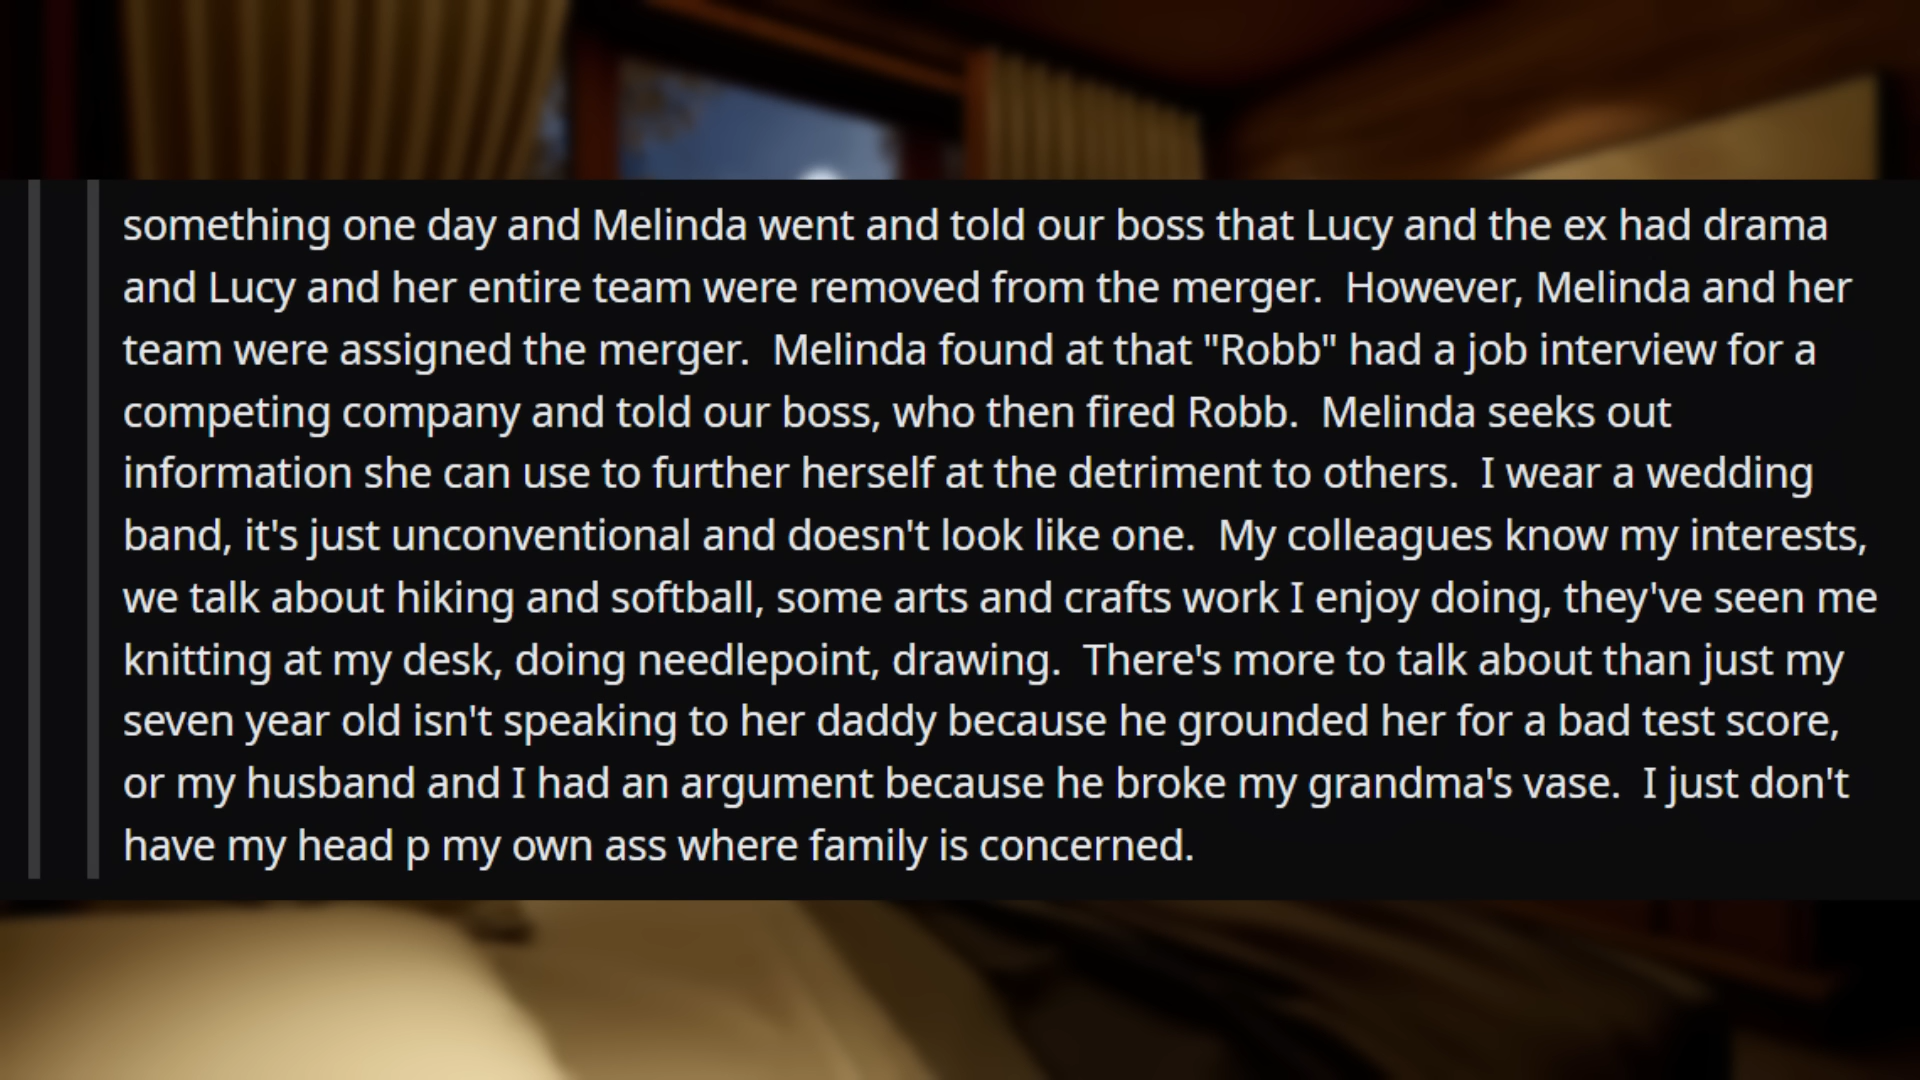 something one day and Melinda went and told our boss that Lucy and the ex had drama
and Lucy and her entire team were removed from the merger.  However, Melinda and her
team were assigned the merger.  Melinda found at that "Robb" had a job interview for a
competing company and told our boss, who then fired Robb.  Melinda seeks out
information she can use to further herself at the detriment to others.  I wear a wedding
band, it's just unconventional and doesn't look like one.  My colleagues know my interests,
we talk about hiking and softball, some arts and crafts work I enjoy doing, they've seen me
knitting at my desk, doing needlepoint, drawing.  There's more to talk about than just my
seven year old isn't speaking to her daddy because he grounded her for a bad test score,
or my husband and I had an argument because he broke my grandma's vase.  I just don't
have my head p my own ass where family is concerned.